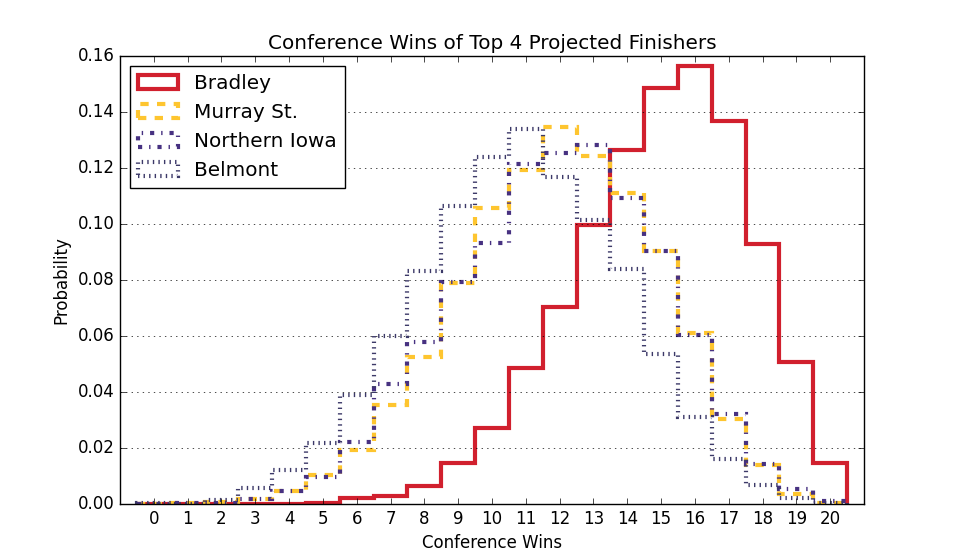 Conference Wins of Top 4 Projected Finishers
0.16
0.14
0.12
0.10
0.08
0.06
0.04
0.02
0.00
Probability
Bradley
Murray St.
Northern Iowa
Belmont
0 1 2 3 4 5 6 7 8 9 10 11 12 13 14 15 16 17 18 19 20
Conference Wins